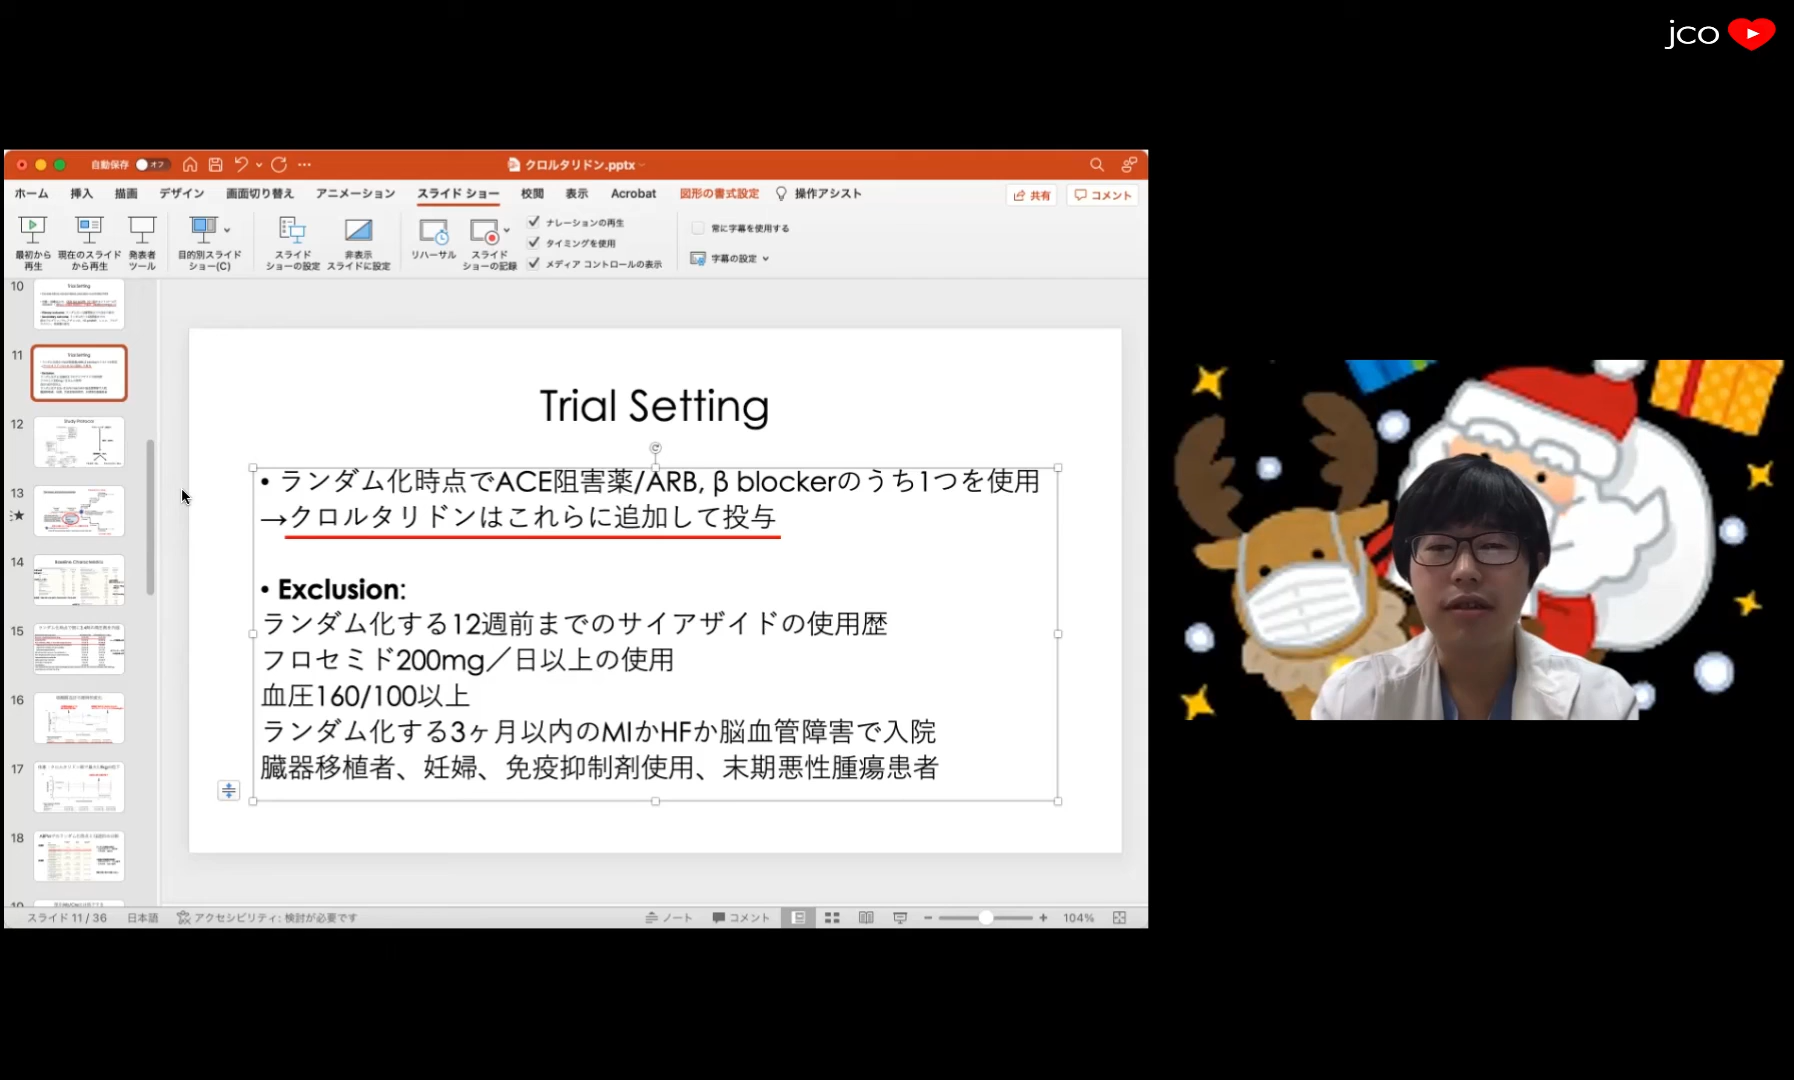 jco
自動保存 オフ
クロルタリドン.pptx
ホーム 挿入 描画 デザイン 画面切り替え アニメーション スライド ショー 校閲 表示 Acrobat 図形の書式設定 操作アシスト 共有 コメント
最初から
再生
現在のスライド
から再生
発表者
ツール
目的別スライド
ショー(C)
スライド
ショーの設定
非表示
スライドに設定
リハーサル
スライド
ショーの記録
ナレーションの再生
タイミングを使用
メディア コントロールの表示
常に字幕を使用する
字幕の設定
10
Trial Setting
11
Trial Setting
12
Study Protocol
13
14
Baseline Characteristics
15
16
17
18
19
Trial Setting
• ランダム化時点でACE阻害薬/ARB, β blockerのうち1つを使用
→クロルタリドンはこれらに追加して投与
• Exclusion:
ランダム化する12週前までのサイアザイドの使用歴
フロセミド200mg／日以上の使用
血圧160/100以上
ランダム化する3ヶ月以内のMIかHFか脳血管障害で入院
臓器移植者、妊婦、免疫抑制剤使用、末期悪性腫瘍患者
スライド 11 / 36 日本語 アクセシビリティ: 検討が必要です ノート コメント 104%